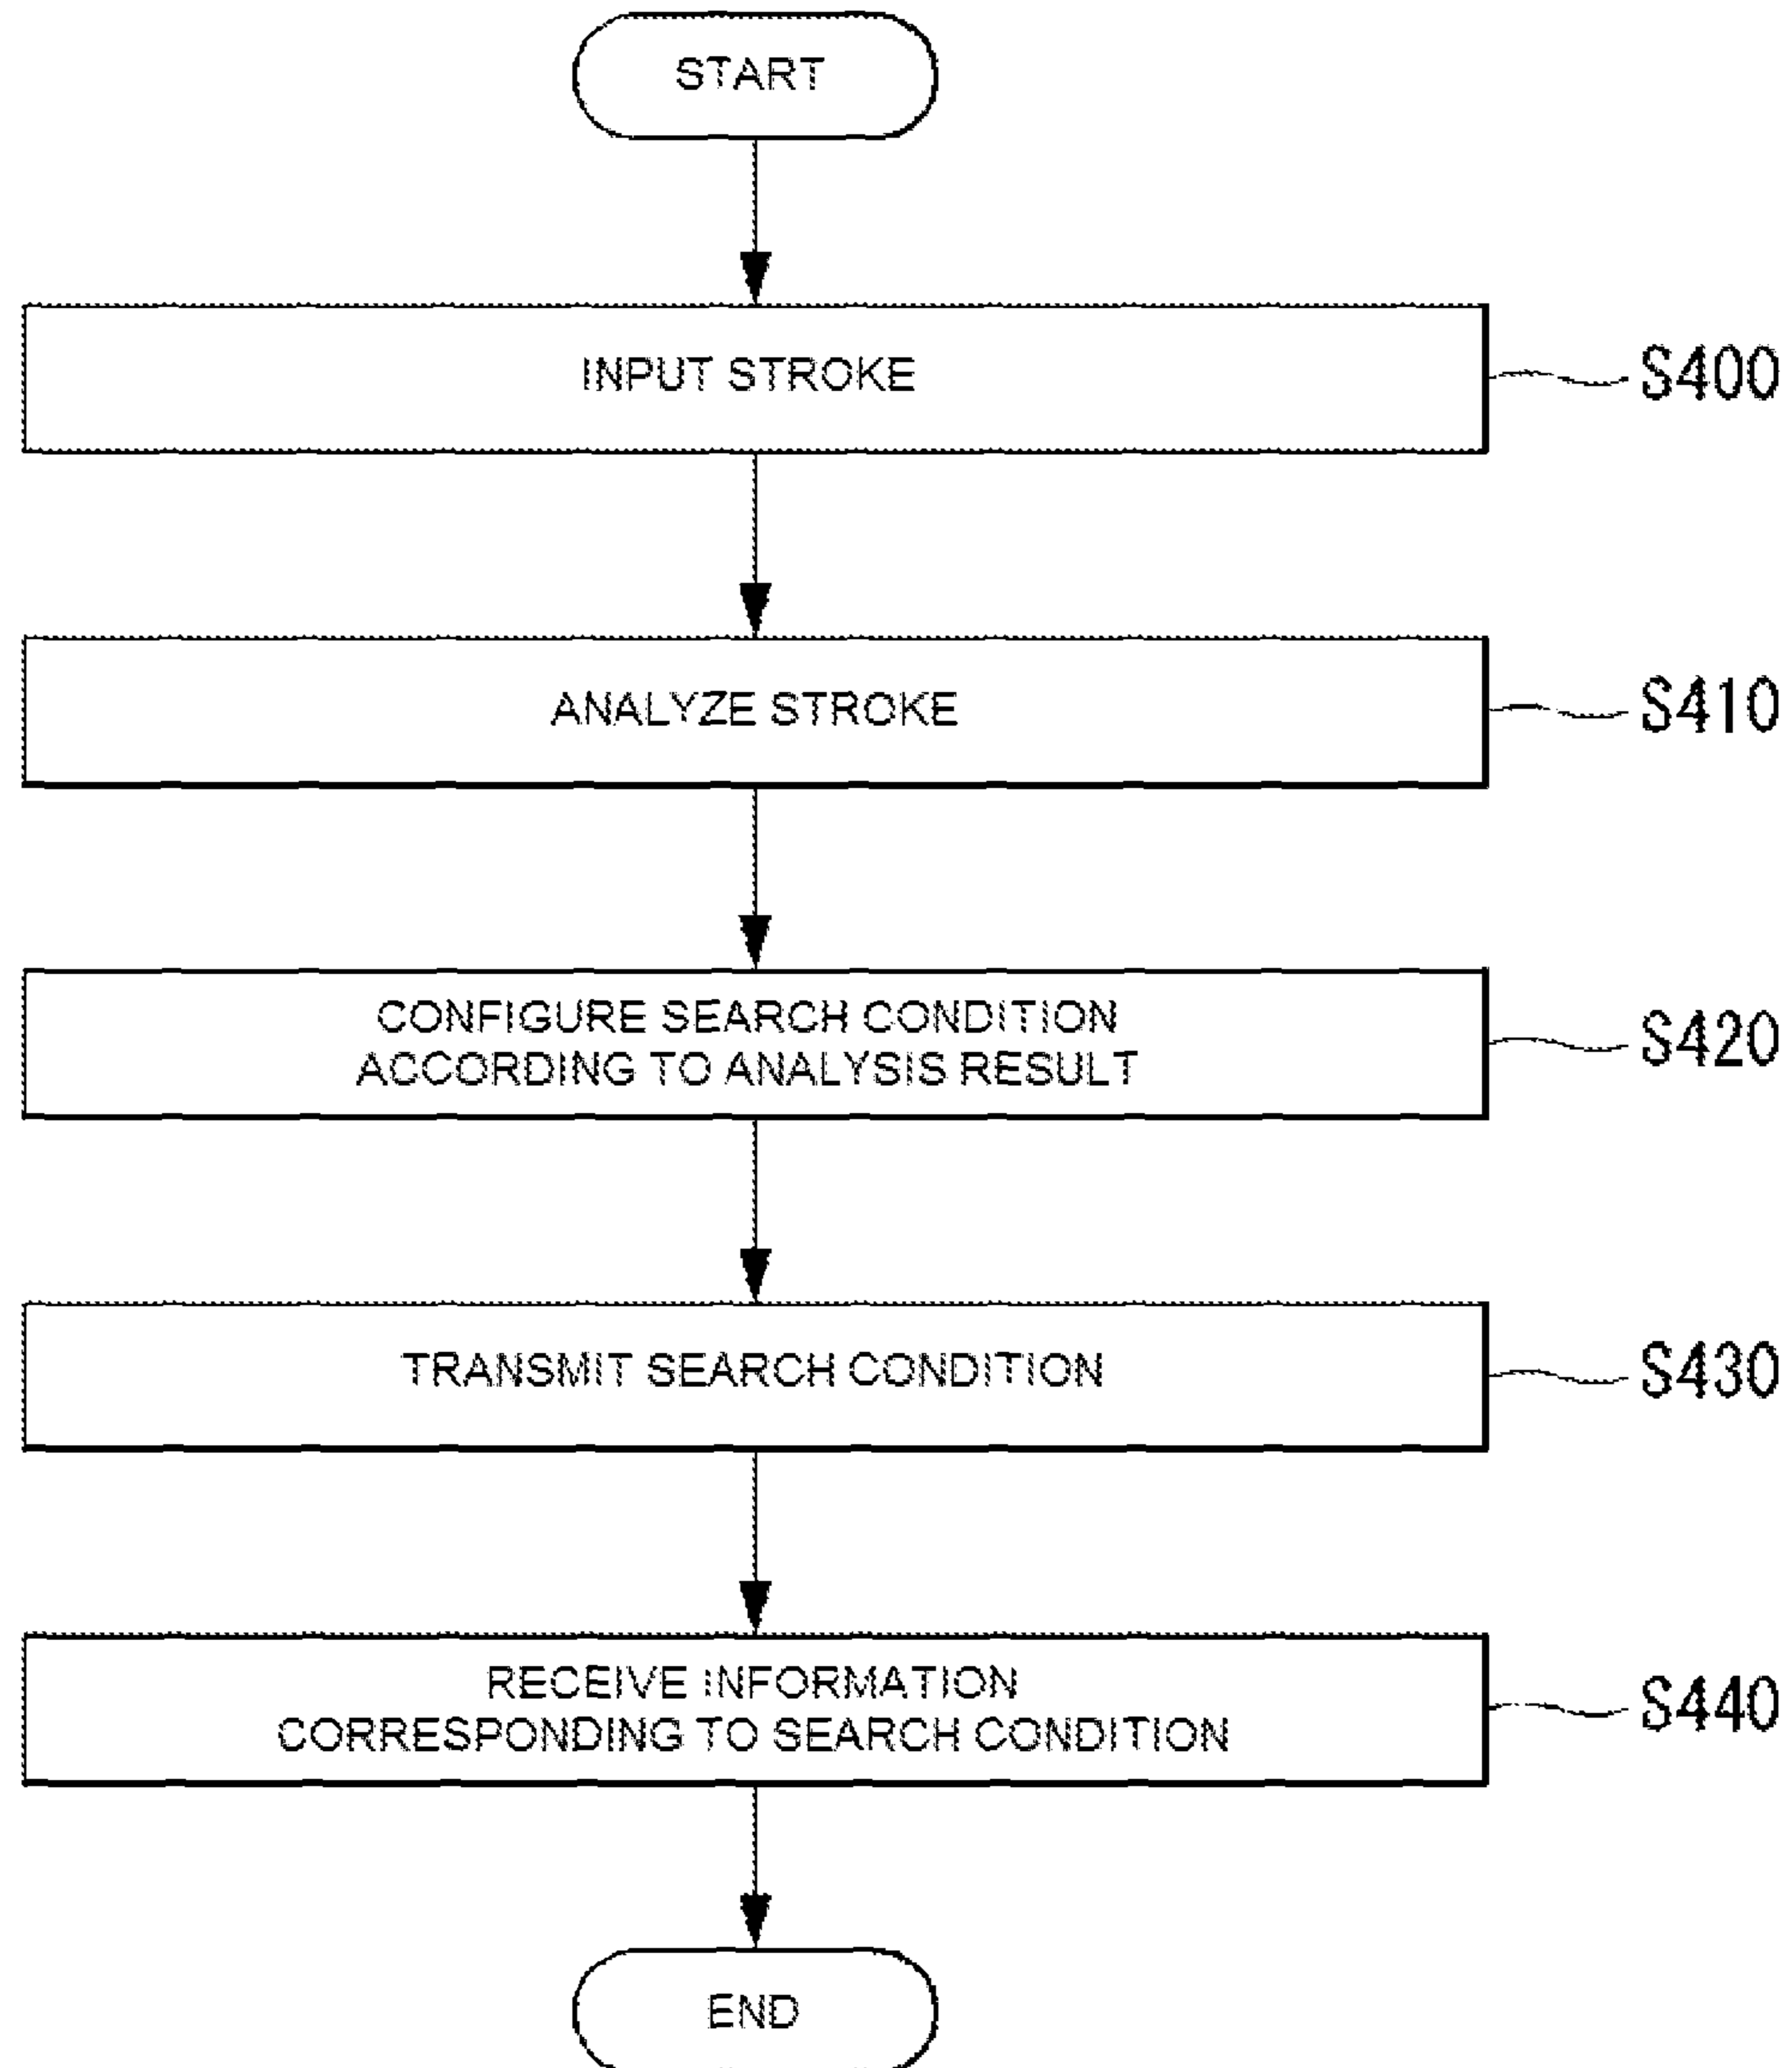 START
INPUT STROKE
S400
ANALYZE STROKE
S410
CONFIGURE SEARCH CONDITION
ACCORDING TO ANALYSIS RESULT
S420
TRANSMIT SEARCH CONDITION
S430
RECEIVE INFORMATION
CORRESPONDING TO SEARCH CONDITION
S440
END